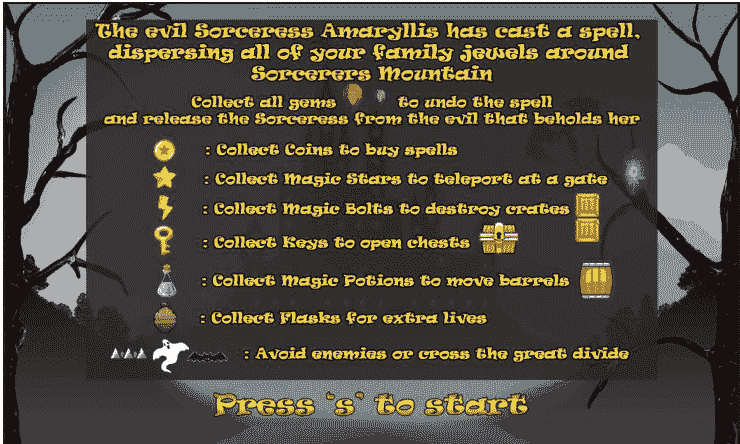 The evil Sorceress Amaryllis has cast a spell,
dispersing all of your family jewels around
Sorcerers Mountain
Collect all gems to undo the spell
and release the Sorceress from the evil that beholds her
: Collect Coins to buy spells
: Collect Magic Stars to teleport at a gate
: Collect Magic Bolts to destroy crates
: Collect Keys to open chests
: Collect Magic Potions to move barrels
: Collect Flasks for extra lives
: Avoid enemies or cross the great divide
Press 's' to start